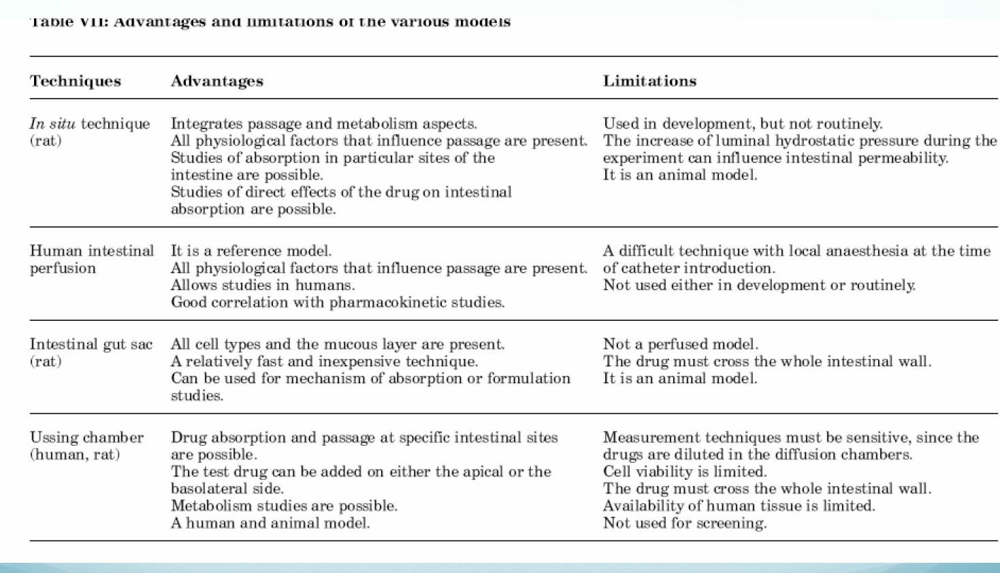 Table VII: Advantages and limitations of the various models
Techniques Advantages Limitations
In situ technique Integrates passage and metabolism aspects. Used in development, but not routinely.
(rat) All physiological factors that influence passage are present. The increase of luminal hydrostatic pressure during the
Studies of absorption in particular sites of the experiment can influence intestinal permeability.
intestine are possible. It is an animal model.
Studies of direct effects of the drug on intestinal
absorption are possible.
Human intestinal It is a reference model. A difficult technique with local anaesthesia at the time
perfusion All physiological factors that influence passage are present. of catheter introduction.
Allows studies in humans. Not used either in development or routinely.
Good correlation with pharmacokinetic studies.
Intestinal gut sac All cell types and the mucous layer are present. Not a perfused model.
(rat) A relatively fast and inexpensive technique. The drug must cross the whole intestinal wall.
Can be used for mechanism of absorption or formulation It is an animal model.
studies.
Ussing chamber Drug absorption and passage at specific intestinal sites Measurement techniques must be sensitive, since the
(human, rat) are possible. drugs are diluted in the diffusion chambers.
The test drug can be added on either the apical or the Cell viability is limited.
basolateral side. The drug must cross the whole intestinal wall.
Metabolism studies are possible. Availability of human tissue is limited.
A human and animal model. Not used for screening.